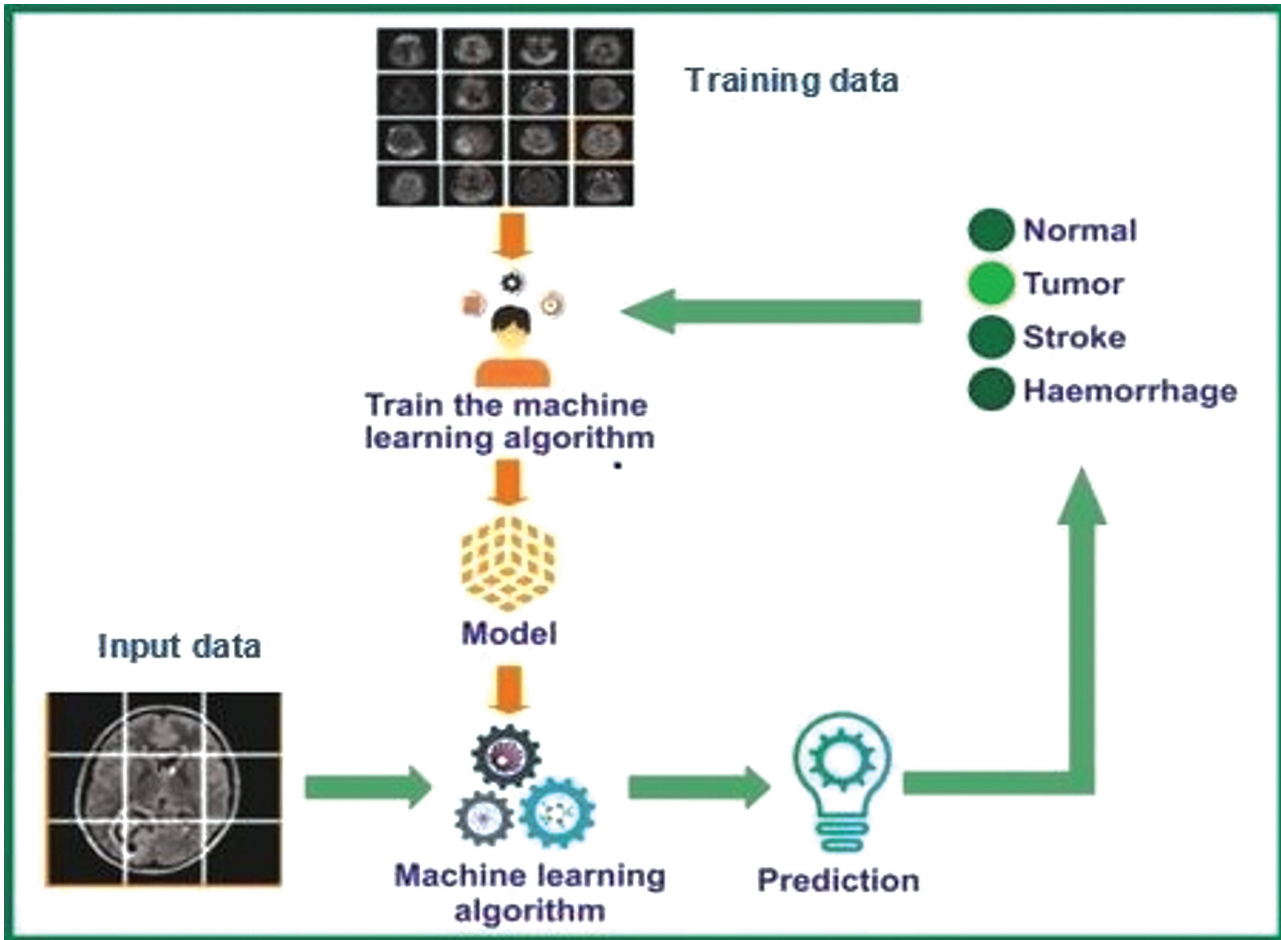 Training data
Normal
Tumor
Stroke
Haemorrhage
Train the machine
learning algorithm
Model
Input data
Machine learning
algorithm
Prediction